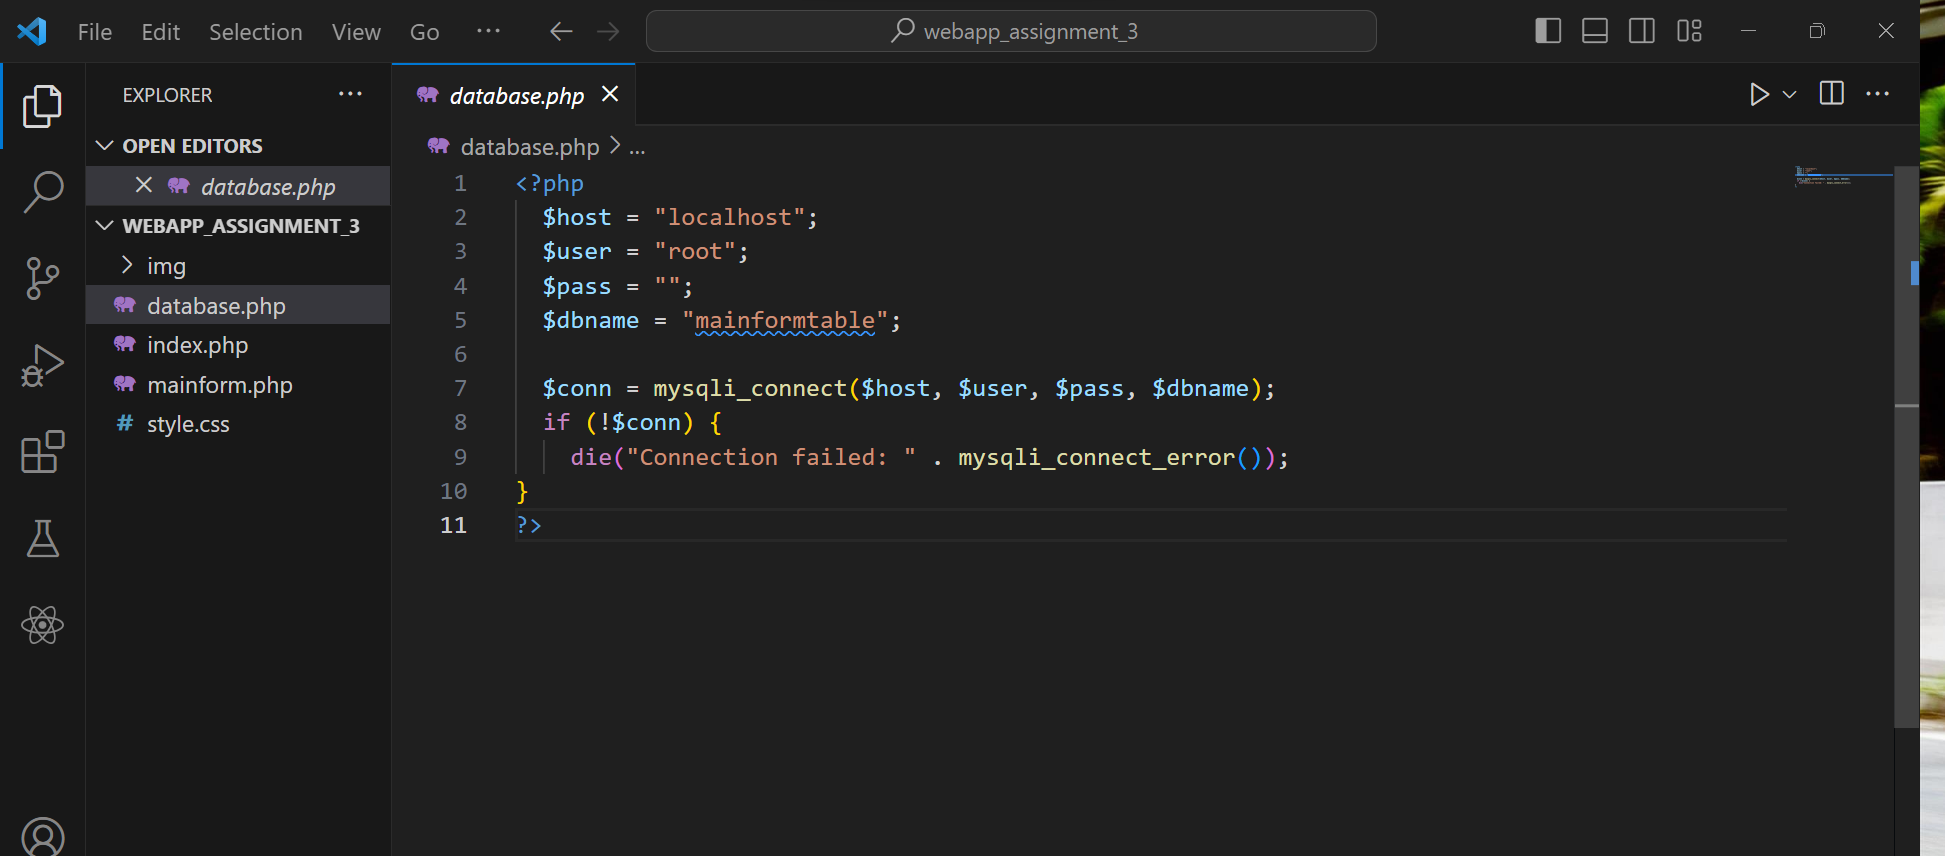 File Edit Selection View Go ... webapp_assignment_3
EXPLORER ...
OPEN EDITORS
database.php
WEBAPP_ASSIGNMENT_3
img
database.php
index.php
mainform.php
# style.css
database.php
database.php > ...
1 <?php
2 $host = "localhost";
3 $user = "root";
4 $pass = "";
5 $dbname = "mainformtable";
6
7 $conn = mysqli_connect($host, $user, $pass, $dbname);
8 if (!$conn) {
9 die("Connection failed: " . mysqli_connect_error());
10 }
11 ?>